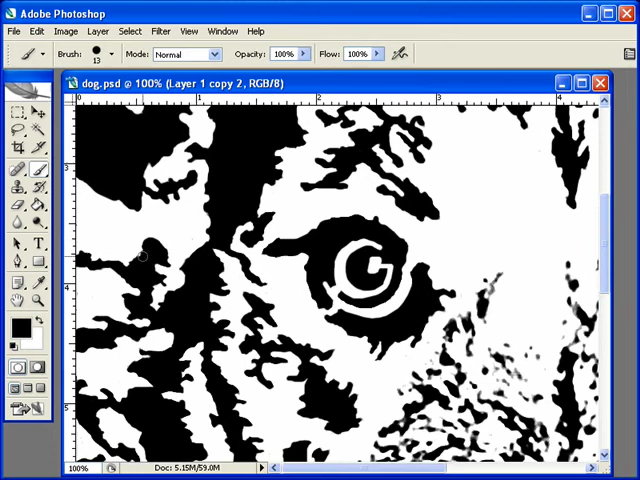 Adobe Photoshop
File Edit Image Layer Select Filter View Window Help
Brush: 13 Mode: Normal Opacity: 100% Flow: 100%
dog.psd @ 100% (Layer 1 copy 2, RGB/8)
0 1 2 3 4
3
4
5
T
100% Doc: 5.15M/59.0M